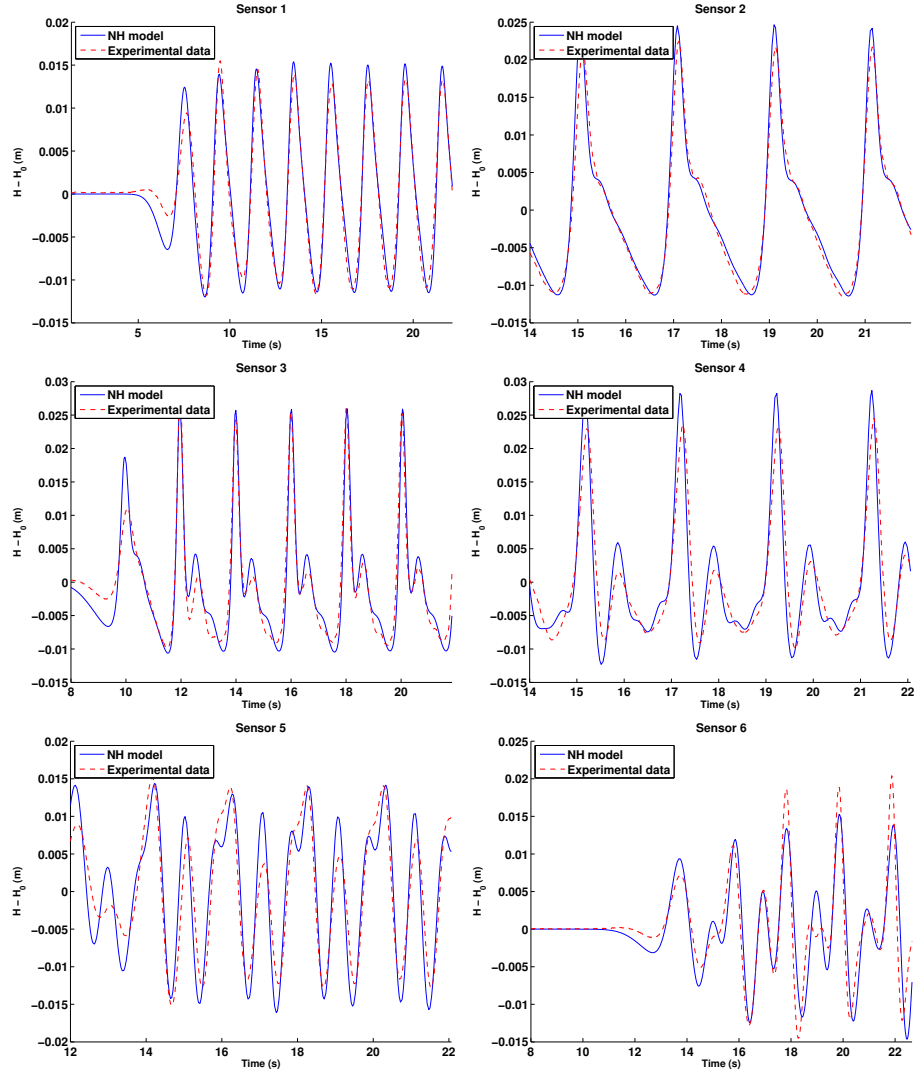 Sensor 1
NH model
Experimental data
0.02
0.015
0.01
0.005
0
−0.005
−0.01
−0.015
H − H0 (m)
5 10 15 20
Time (s)
Sensor 2
NH model
Experimental data
0.025
0.02
0.015
0.01
0.005
0
−0.005
−0.01
−0.015
H − H0 (m)
14 15 16 17 18 19 20 21
Time (s)
Sensor 3
NH model
Experimental data
0.03
0.025
0.02
0.015
0.01
0.005
0
−0.005
−0.01
−0.015
H − H0 (m)
8 10 12 14 16 18 20
Time (s)
Sensor 4
NH model
Experimental data
0.03
0.025
0.02
0.015
0.01
0.005
0
−0.005
−0.01
−0.015
H − H0 (m)
14 15 16 17 18 19 20 21 22
Time (s)
Sensor 5
NH model
Experimental data
0.02
0.015
0.01
0.005
0
−0.005
−0.01
−0.015
−0.02
H − H0 (m)
12 14 16 18 20 22
Time (s)
Sensor 6
NH model
Experimental data
0.025
0.02
0.015
0.01
0.005
0
−0.005
−0.01
−0.015
H − H0 (m)
8 10 12 14 16 18 20 22
Time (s)